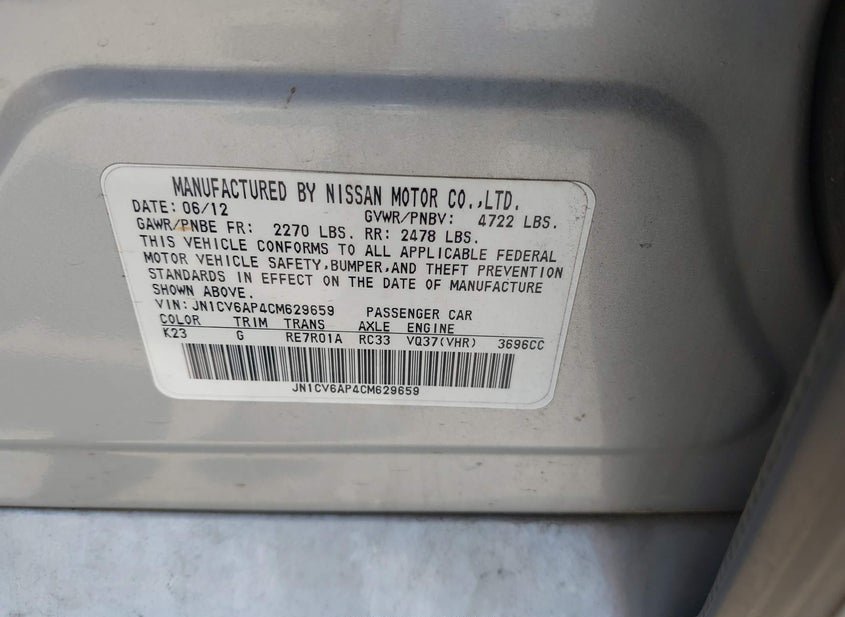 MANUFACTURED BY NISSAN MOTOR CO.,LTD.
DATE: 06/12 GVWR/PNBV: 4722 LBS.
GAWR/PNBE FR: 2270 LBS. RR: 2478 LBS.
THIS VEHICLE CONFORMS TO ALL APPLICABLE FEDERAL
MOTOR VEHICLE SAFETY,BUMPER,AND THEFT PREVENTION
STANDARDS IN EFFECT ON THE DATE OF MANUFACTURE
SHOWN ABOVE.
VIN: JN1CV6AP4CM629659 PASSENGER CAR
COLOR TRIM TRANS AXLE ENGINE
K23 G RE7R01A RC33 VQ37(VHR) 3696CC
JN1CV6AP4CM629659